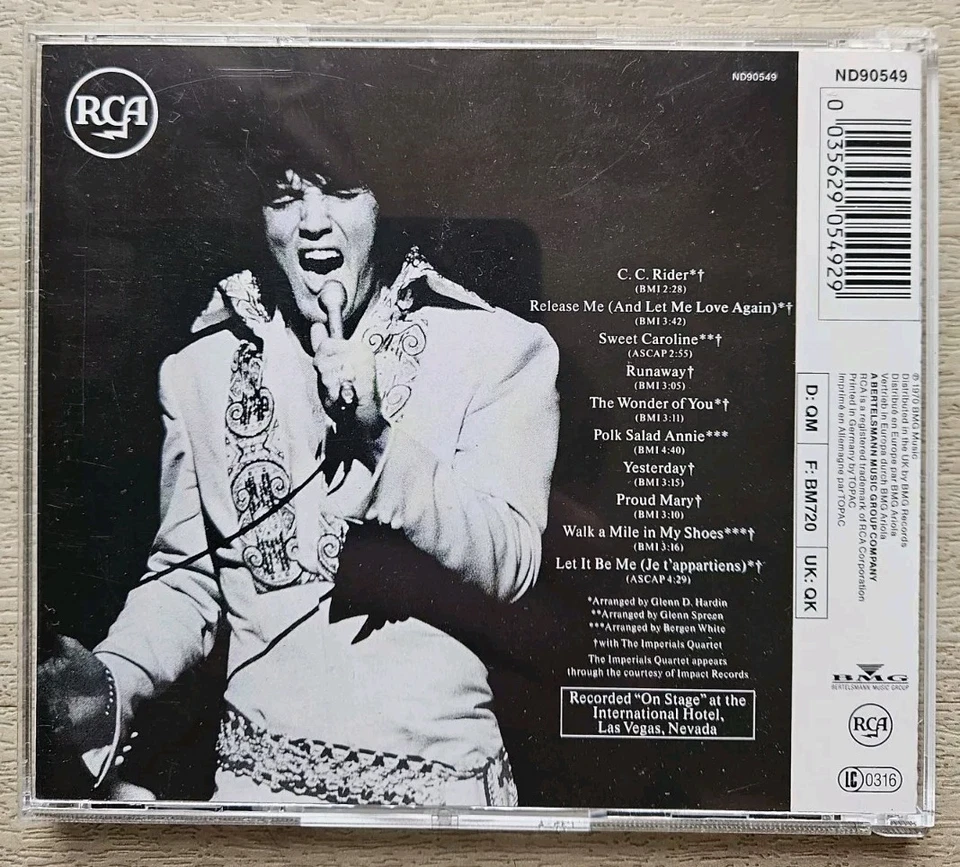 RCA
ND90549
C. C. Rider*†
(BMI 2:28)
Release Me (And Let Me Love Again)*†
(BMI 3:42)
Sweet Caroline**†
(ASCAP 2:55)
Runaway†
(BMI 3:05)
The Wonder of You*†
(BMI 3:11)
Polk Salad Annie***
(BMI 4:40)
Yesterday†
(BMI 3:15)
Proud Mary†
(BMI 3:10)
Walk a Mile in My Shoes***†
(BMI 3:16)
Let It Be Me (Je t'appartiens)*†
(ASCAP 4:29)
*Arranged by Glenn D. Hardin
**Arranged by Glenn Spreen
***Arranged by Bergen White
†with The Imperials Quartet
The Imperials Quartet appears
through the courtesy of Impact Records
Recorded "On Stage" at the
International Hotel,
Las Vegas, Nevada
ND90549
0 035629 054929
D: QM
F: BM720
UK: QK
℗ 1970 BMG Music
Distributed in the UK by BMG Records
Distribué en Europe par BMG Ariola
Vertrieb in Europa durch BMG Ariola
A BERTELSMANN MUSIC GROUP COMPANY
RCA is a registered trademark of RCA Corporation
Printed in Germany by TOPAC
Imprimé en Allemagne par TOPAC
BMG
BERTELSMANN MUSIC GROUP
RCA
LC 0316